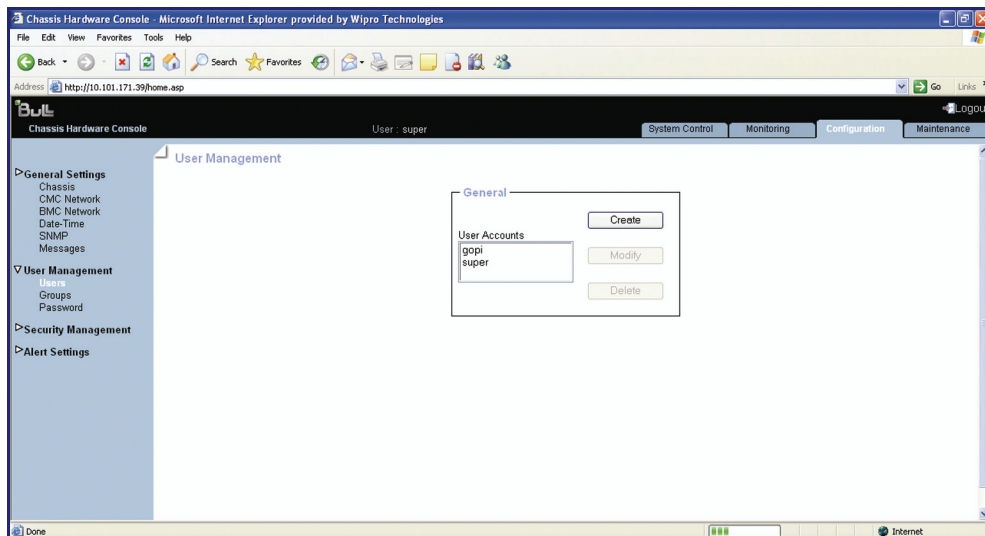 Chassis Hardware Console - Microsoft Internet Explorer provided by Wipro Technologies
File Edit View Favorites Tools Help
Back Search Favorites
Address http://10.101.171.39/home.asp Go Links
Bull Logou
Chassis Hardware Console User : super System Control Monitoring Configuration Maintenance
User Management
General Settings
Chassis
CMC Network
BMC Network
Date-Time
SNMP
Messages
User Management
Users
Groups
Password
Security Management
Alert Settings
General
Create
User Accounts
gopi
super
Modify
Delete
Done Internet